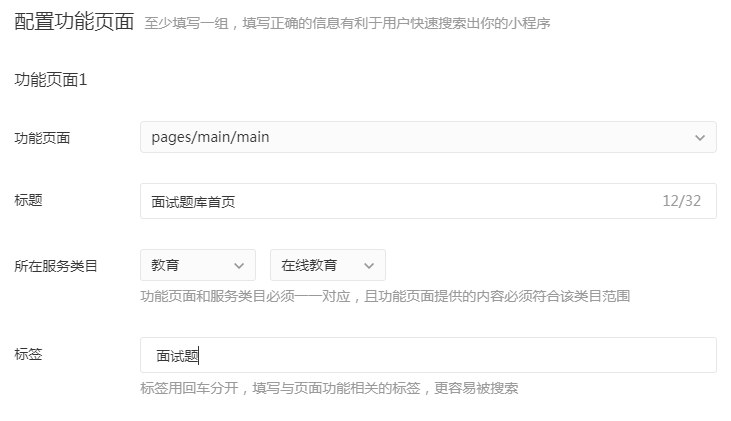 配置功能页面 至少填写一组，填写正确的信息有利于用户快速搜索出你的小程序
功能页面1
功能页面 pages/main/main
标题 面试题库首页 12/32
所在服务类目 教育 在线教育
功能页面和服务类目必须一一对应，且功能页面提供的内容必须符合该类目范围
标签 面试题
标签用回车分开，填写与页面功能相关的标签，更容易被搜索